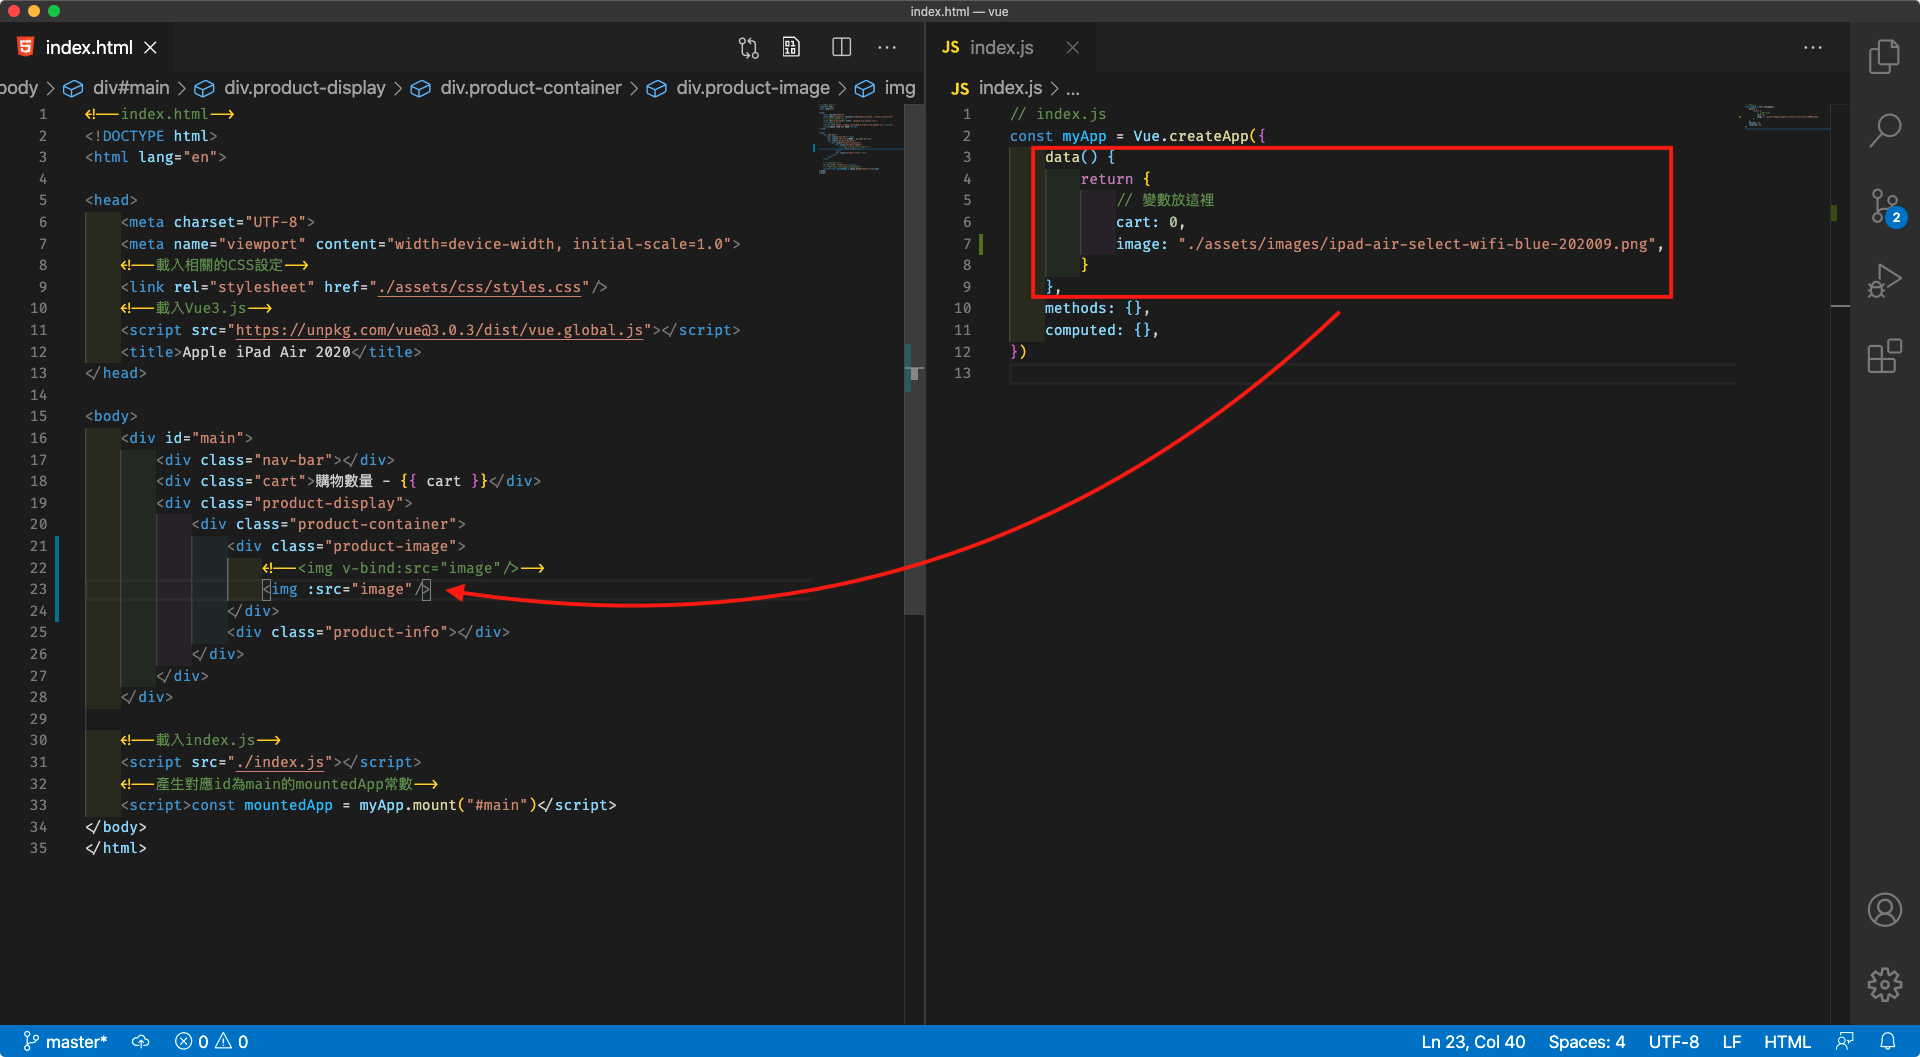 index.html — vue
index.html
body > div#main > div.product-display > div.product-container > div.product-image > img
1 <!--index.html-->
2 <!DOCTYPE html>
3 <html lang="en">
4
5 <head>
6 <meta charset="UTF-8">
7 <meta name="viewport" content="width=device-width, initial-scale=1.0">
8 <!--載入相關的CSS設定-->
9 <link rel="stylesheet" href="./assets/css/styles.css"/>
10 <!--載入Vue3.js-->
11 <script src="https://unpkg.com/vue@3.0.3/dist/vue.global.js"></script>
12 <title>Apple iPad Air 2020</title>
13 </head>
14
15 <body>
16 <div id="main">
17 <div class="nav-bar"></div>
18 <div class="cart">購物數量 - {{ cart }}</div>
19 <div class="product-display">
20 <div class="product-container">
21 <div class="product-image">
22 <!--<img v-bind:src="image"/>-->
23 <img :src="image"/>
24 </div>
25 <div class="product-info"></div>
26 </div>
27 </div>
28 </div>
29
30 <!--載入index.js-->
31 <script src="./index.js"></script>
32 <!--產生對應id為main的mountedApp常數-->
33 <script>const mountedApp = myApp.mount("#main")</script>
34 </body>
35 </html>
JS index.js
JS index.js > ...
1 // index.js
2 const myApp = Vue.createApp({
3 data() {
4 return {
5 // 變數放這裡
6 cart: 0,
7 image: "./assets/images/ipad-air-select-wifi-blue-202009.png",
8 }
9 },
10 methods: {},
11 computed: {},
12 })
13
2
master* 0 0 Ln 23, Col 40 Spaces: 4 UTF-8 LF HTML